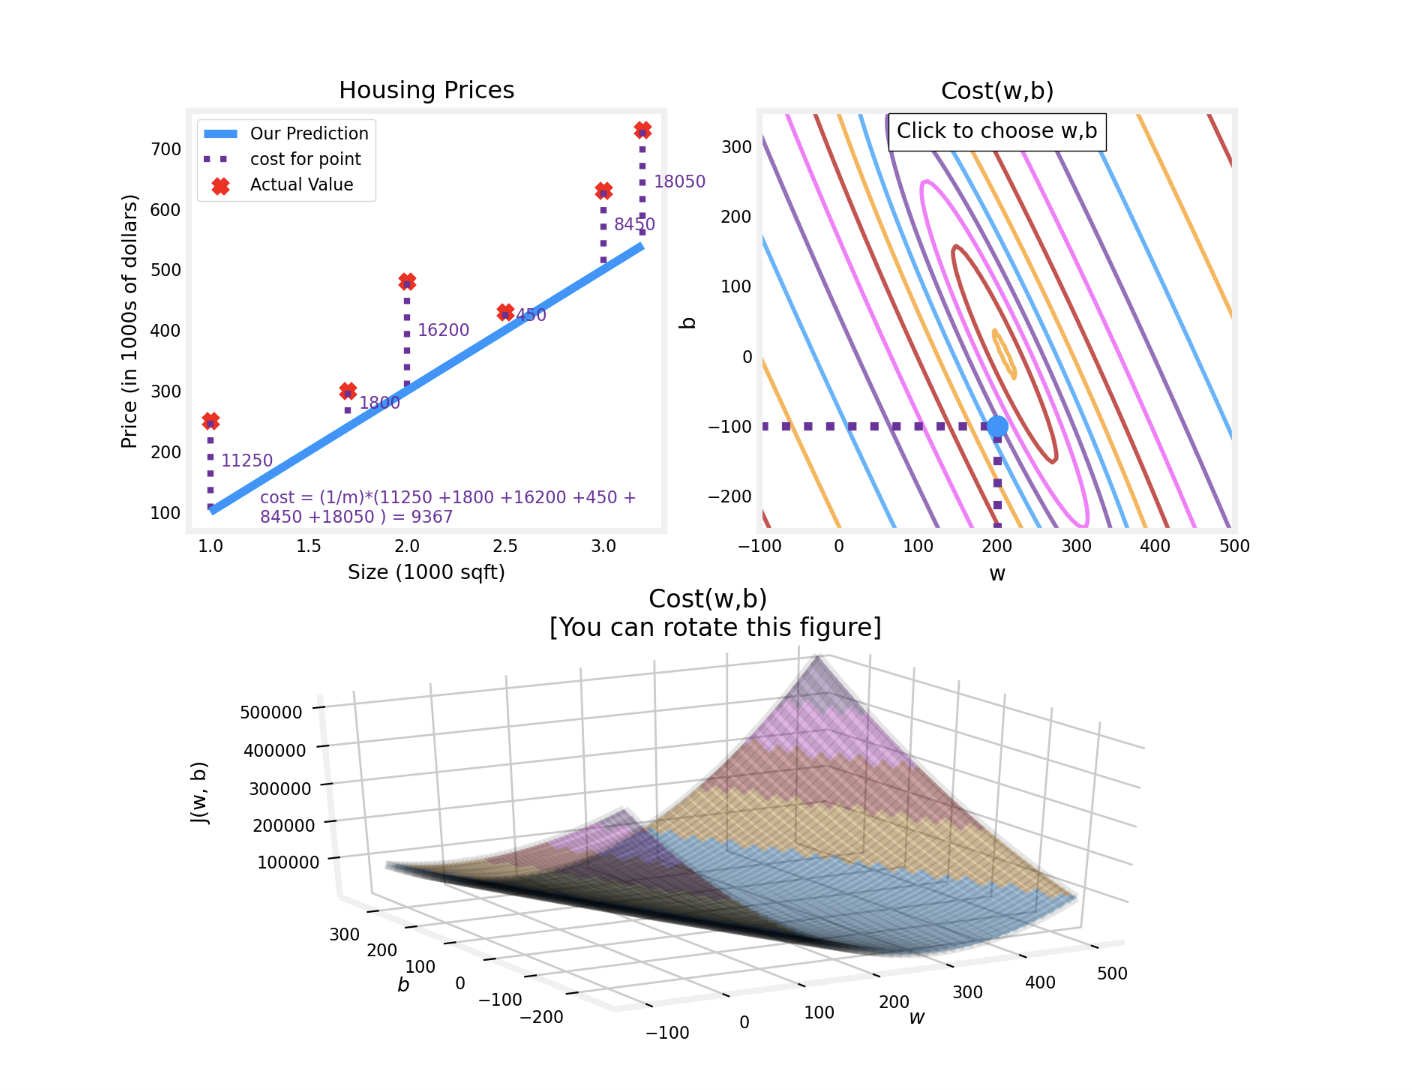 Housing Prices
Our Prediction
cost for point
Actual Value
Price (in 1000s of dollars)
700
600
500
400
300
200
100
11250
1800
16200
450
8450
18050
cost = (1/m)*(11250 +1800 +16200 +450 +
8450 +18050 ) = 9367
1.0 1.5 2.0 2.5 3.0
Size (1000 sqft)
Cost(w,b)
Click to choose w,b
b
300
200
100
0
−100
−200
−100 0 100 200 300 400 500
w
Cost(w,b)
[You can rotate this figure]
J(w, b)
500000
400000
300000
200000
100000
300
200
100
0
−100
−200
b
−100
0
100
200
300
400
500
w